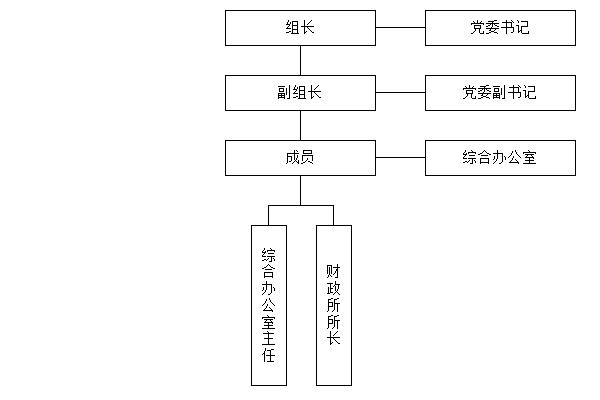 组长
党委书记
副组长
党委副书记
成员
综合办公室
综合办公室主任
财政所所长